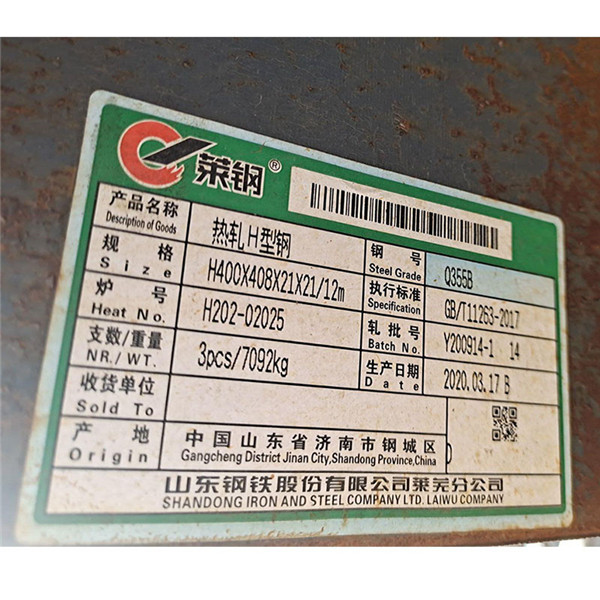 莱钢®
产品名称 热轧H型钢 钢号 Q355B
Description of Goods Steel Grade
规格 H400X408X21X21/12m 执行标准 GB/T11263-2017
Size Specification
炉号 H202-02025 轧批号 Y200914-1 14
Heat No. Batch No.
支数/重量 3pcs/7092kg 生产日期 2020.03.17 B
NR./WT. Date
收货单位
Sold To
产地 中国山东省济南市钢城区
Origin Gangcheng District Jinan City,Shandong Province,China
山东钢铁股份有限公司莱芜分公司
SHANDONG IRON AND STEEL COMPANY LTD. LAIWU COMPANY